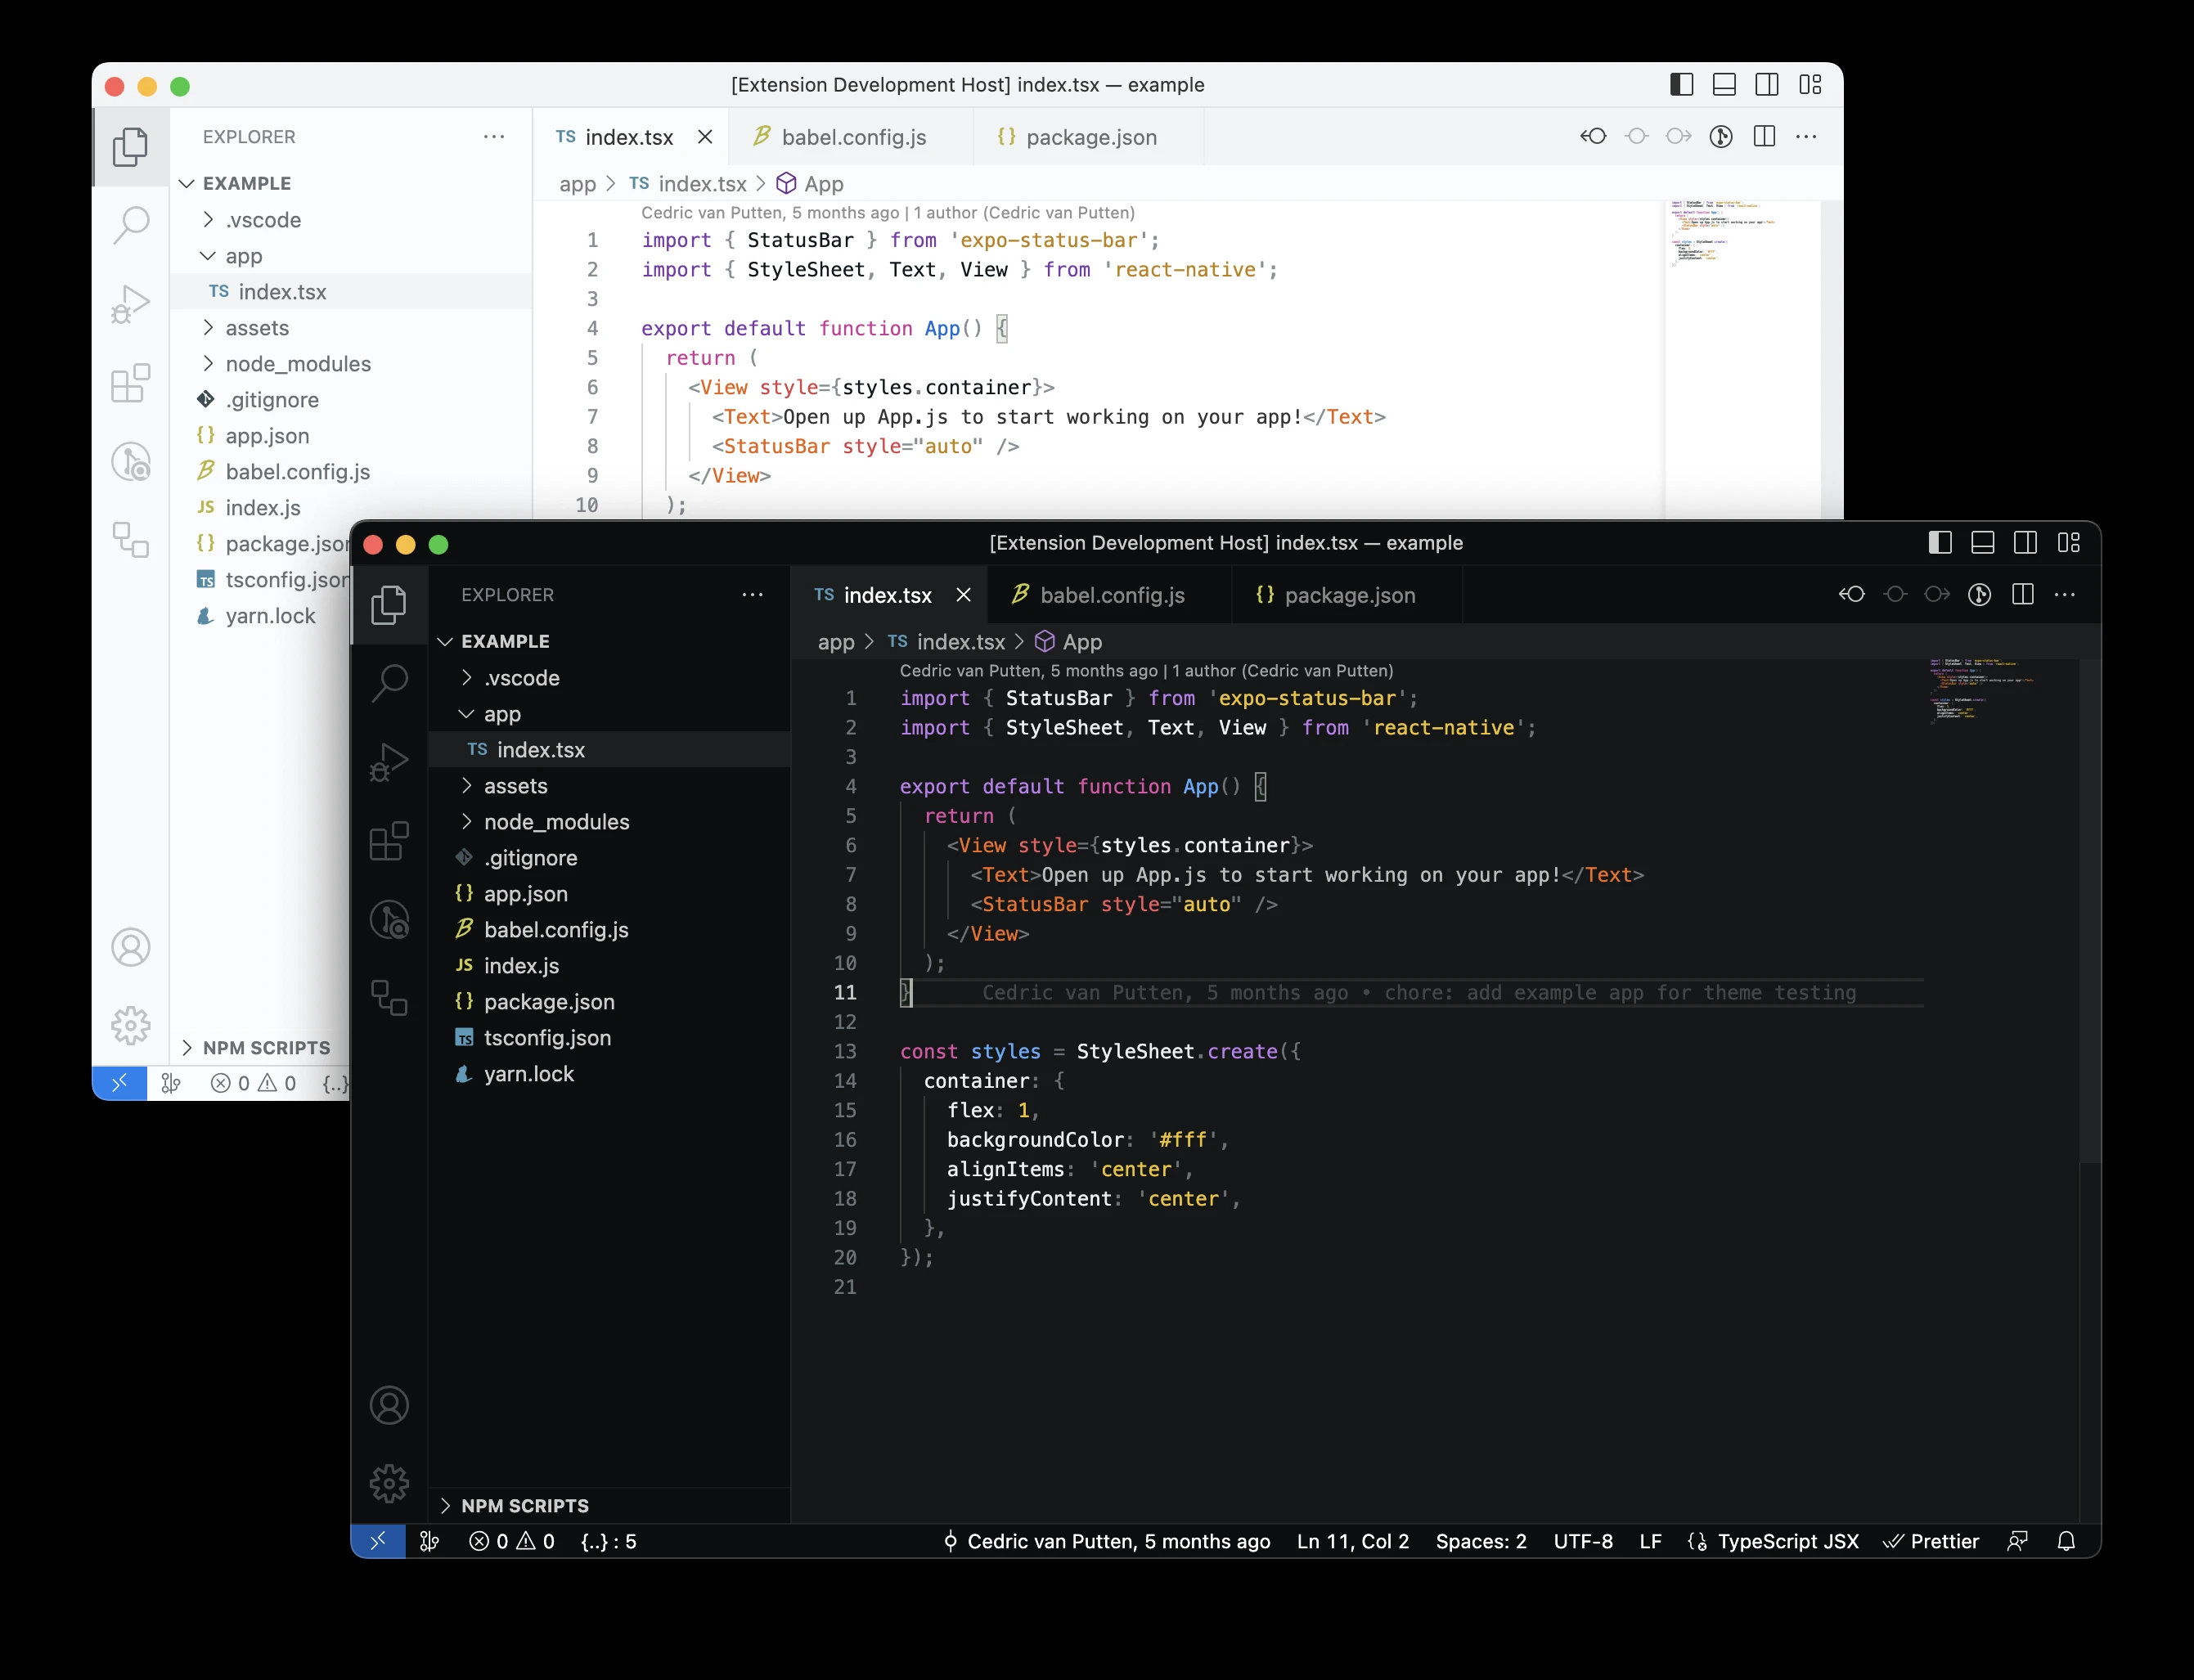 [Extension Development Host] index.tsx — example
EXPLORER
EXAMPLE
.vscode
app
TS index.tsx
assets
node_modules
.gitignore
{} app.json
babel.config.js
JS index.js
{} package.json
TS tsconfig.json
yarn.lock
NPM SCRIPTS
0 0 {..}
TS index.tsx
babel.config.js
{} package.json
app > TS index.tsx > App
Cedric van Putten, 5 months ago | 1 author (Cedric van Putten)
1 import { StatusBar } from 'expo-status-bar';
2 import { StyleSheet, Text, View } from 'react-native';
3
4 export default function App() {
5 return (
6 <View style={styles.container}>
7 <Text>Open up App.js to start working on your app!</Text>
8 <StatusBar style="auto" />
9 </View>
10 );
[Extension Development Host] index.tsx — example
EXPLORER
EXAMPLE
.vscode
app
TS index.tsx
assets
node_modules
.gitignore
{} app.json
babel.config.js
JS index.js
{} package.json
TS tsconfig.json
yarn.lock
NPM SCRIPTS
TS index.tsx
babel.config.js
{} package.json
app > TS index.tsx > App
Cedric van Putten, 5 months ago | 1 author (Cedric van Putten)
1 import { StatusBar } from 'expo-status-bar';
2 import { StyleSheet, Text, View } from 'react-native';
3
4 export default function App() {
5 return (
6 <View style={styles.container}>
7 <Text>Open up App.js to start working on your app!</Text>
8 <StatusBar style="auto" />
9 </View>
10 );
11 } Cedric van Putten, 5 months ago • chore: add example app for theme testing
12
13 const styles = StyleSheet.create({
14 container: {
15 flex: 1,
16 backgroundColor: '#fff',
17 alignItems: 'center',
18 justifyContent: 'center',
19 },
20 });
21
0 0 {..} : 5 Cedric van Putten, 5 months ago Ln 11, Col 2 Spaces: 2 UTF-8 LF TypeScript JSX Prettier